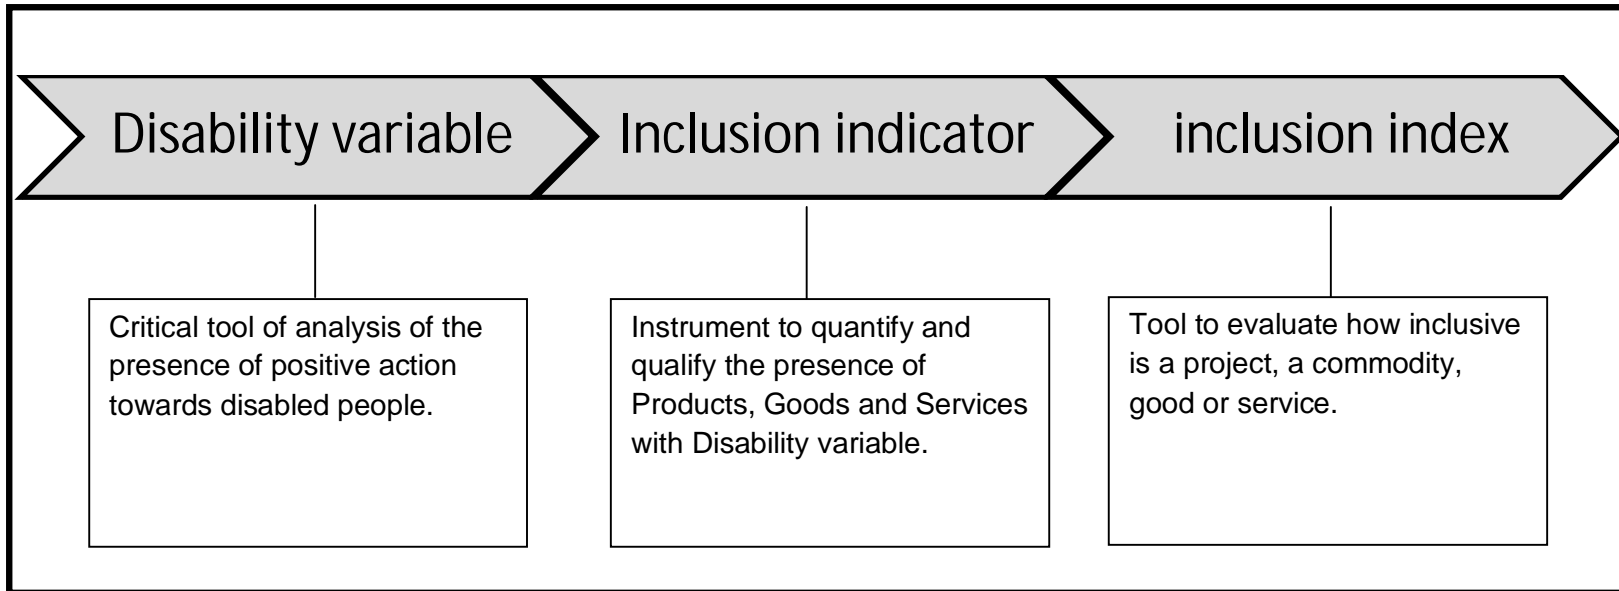 Disability variable
Inclusion indicator
inclusion index
Critical tool of analysis of the
presence of positive action
towards disabled people.
Instrument to quantify and
qualify the presence of
Products, Goods and Services
with Disability variable.
Tool to evaluate how inclusive
is a project, a commodity,
good or service.